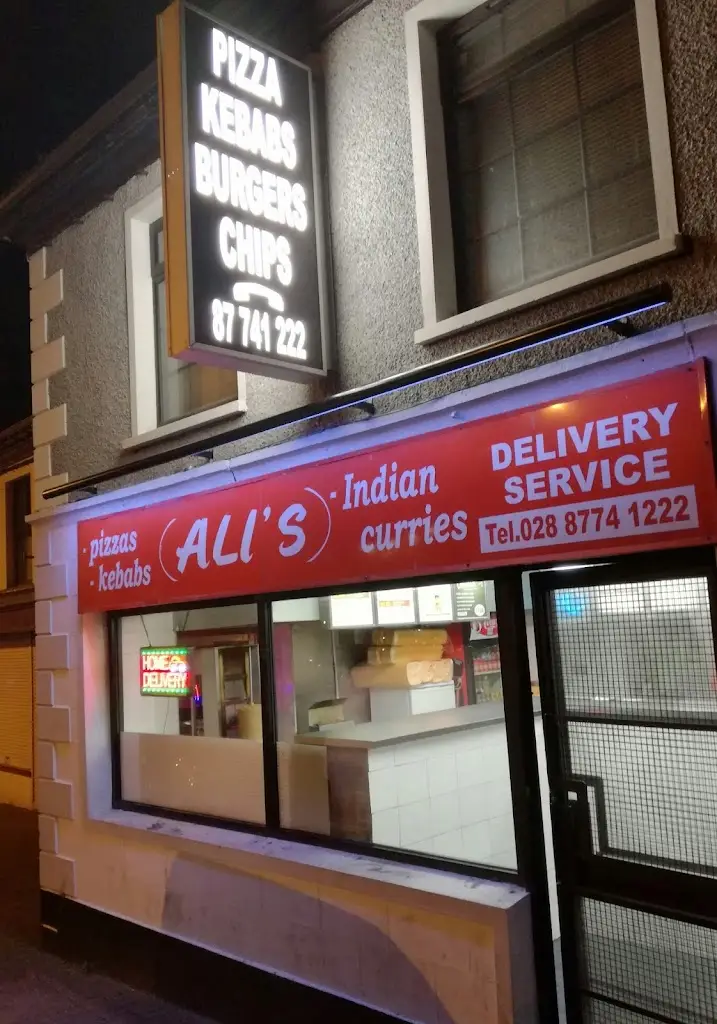 PIZZA
KEBABS
BURGERS
CHIPS
87 741 222
· pizzas
· kebabs
(ALI'S)
· Indian
curries
DELIVERY
SERVICE
Tel.028 8774 1222
HOME
DELIVERY